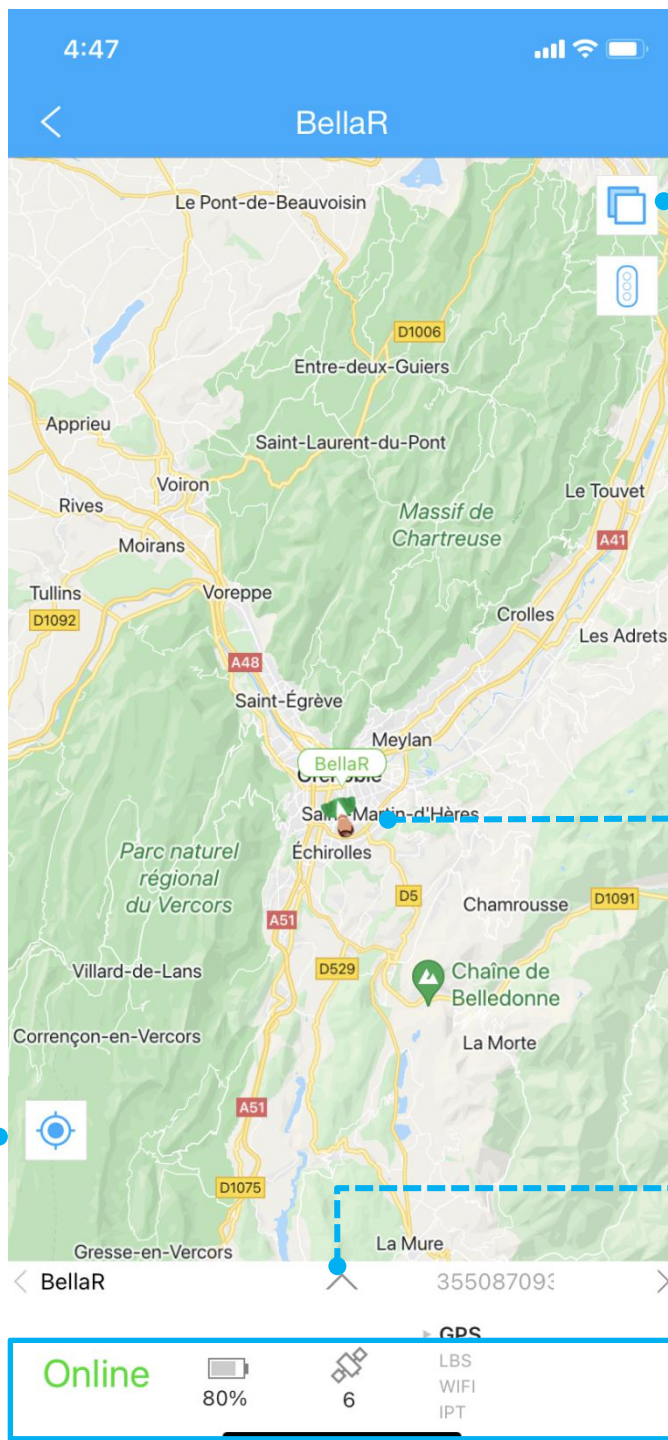 4:47
BellaR
Le Pont-de-Beauvoisin
D1006
Entre-deux-Guiers
Apprieu
Saint-Laurent-du-Pont
Voiron
Le Touvet
Rives
Massif de
Chartreuse
A41
Moirans
Tullins
Voreppe
D1092
Crolles
Les Adrets
A48
Saint-Égrève
Meylan
BellaR
Saint-Martin-d'Hères
Échirolles
Parc naturel
régional
du Vercors
D5
Chamrousse
D1091
A51
Villard-de-Lans
D529
Chaîne de
Belledonne
Corrençon-en-Vercors
La Morte
A51
D1075
La Mure
Gresse-en-Vercors
BellaR
355087093
GPS
Online
80%
6
LBS
WIFI
IPT